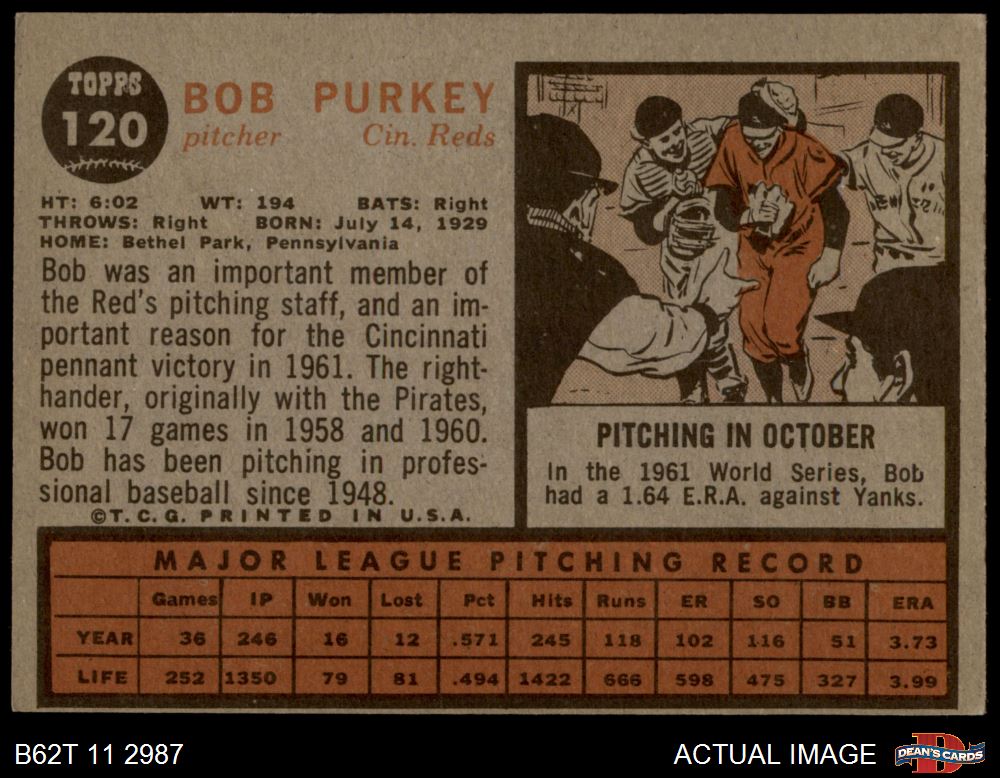 TOPPS
120
BOB PURKEY
pitcher Cin. Reds
HT: 6:02 WT: 194 BATS: Right
THROWS: Right BORN: July 14, 1929
HOME: Bethel Park, Pennsylvania
Bob was an important member of
the Red's pitching staff, and an im-
portant reason for the Cincinnati
pennant victory in 1961. The right-
hander, originally with the Pirates,
won 17 games in 1958 and 1960.
Bob has been pitching in profes-
sional baseball since 1948.
©T.C.G. PRINTED IN U.S.A.
NEW
PITCHING IN OCTOBER
In the 1961 World Series, Bob
had a 1.64 E.R.A. against Yanks.
MAJOR LEAGUE PITCHING RECORD
Games IP Won Lost Pct Hits Runs ER SO BB ERA
YEAR 36 246 16 12 .571 245 118 102 116 51 3.73
LIFE 252 1350 79 81 .494 1422 666 598 475 327 3.99
B62T 11 2987 ACTUAL IMAGE
DEAN'S CARDS